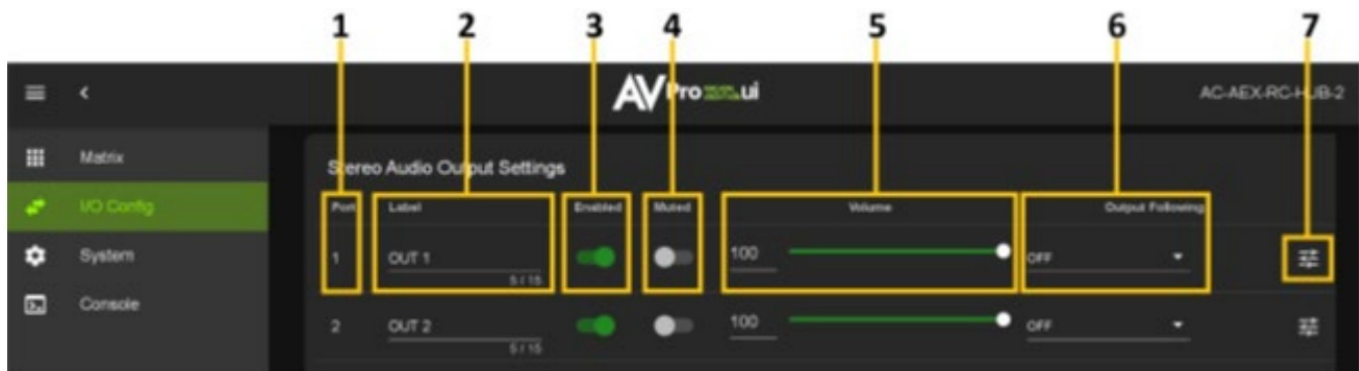 1 2 3 4 5 6 7
AVPro .ui AC-AEX-RC-HUB-2
Matrix
I/O Config
System
Console
Stereo Audio Output Settings
Port Label Enabled Muted Volume Output Following
1 OUT 1 100 OFF
5 / 15
2 OUT 2 100 OFF
5 / 15